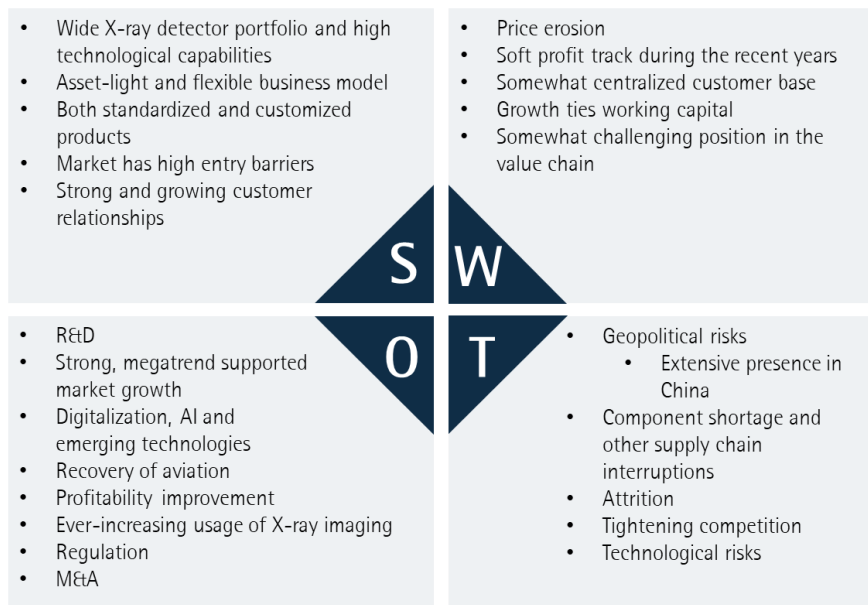 • Wide X-ray detector portfolio and high
technological capabilities
• Asset-light and flexible business model
• Both standardized and customized
products
• Market has high entry barriers
• Strong and growing customer
relationships
• Price erosion
• Soft profit track during the recent years
• Somewhat centralized customer base
• Growth ties working capital
• Somewhat challenging position in the
value chain
S
W
O
T
• R&D
• Strong, megatrend supported
market growth
• Digitalization, AI and
emerging technologies
• Recovery of aviation
• Profitability improvement
• Ever-increasing usage of X-ray imaging
• Regulation
• M&A
• Geopolitical risks
• Extensive presence in
China
• Component shortage and
other supply chain
interruptions
• Attrition
• Tightening competition
• Technological risks